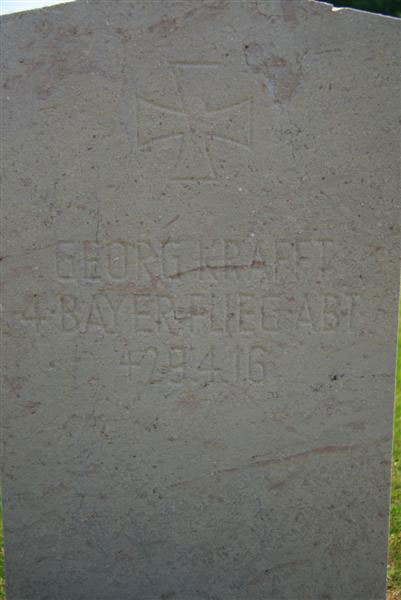 GEORG KRAFFT
4·BAYER·FLIEG·ABT
+29.4.16